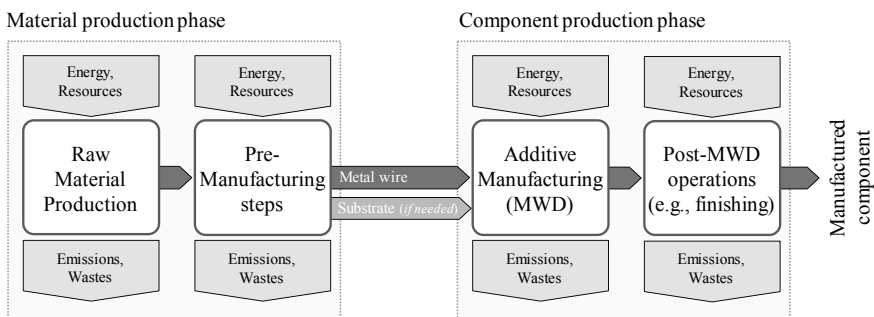 Material production phase
Component production phase
Energy,
Resources
Energy,
Resources
Energy,
Resources
Energy,
Resources
Raw
Material
Production
Pre-
Manufacturing
steps
Metal wire
Substrate (if needed)
Additive
Manufacturing
(MWD)
Post-MWD
operations
(e.g., finishing)
Manufactured
component
Emissions,
Wastes
Emissions,
Wastes
Emissions,
Wastes
Emissions,
Wastes